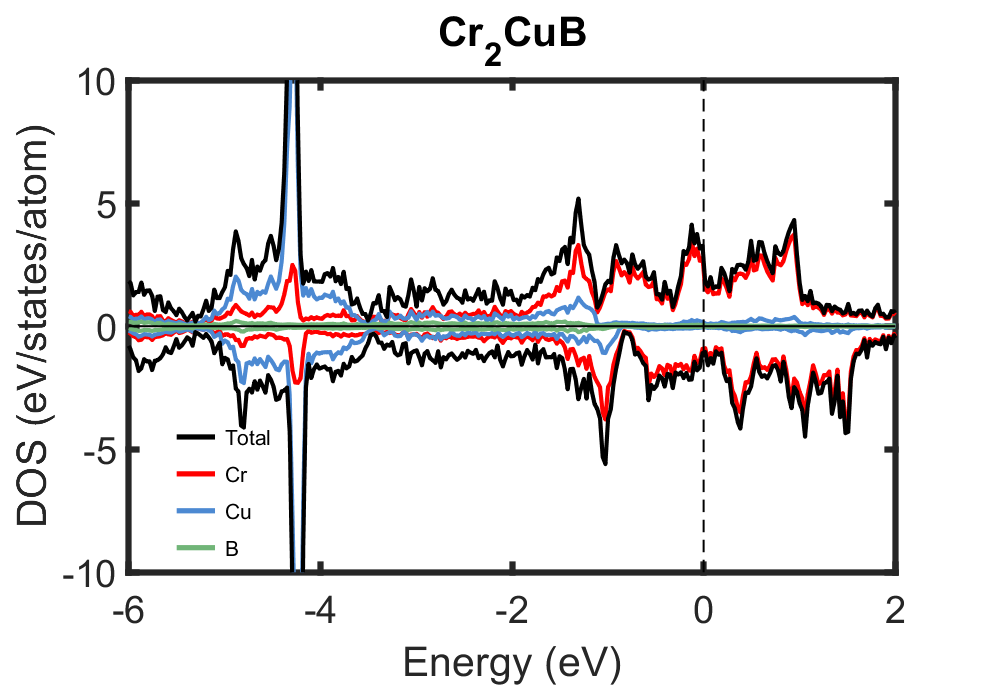 Cr₂CuB
10
5
0
-5
-10
DOS (eV/states/atom)
Total
Cr
Cu
B
-6 -4 -2 0 2
Energy (eV)